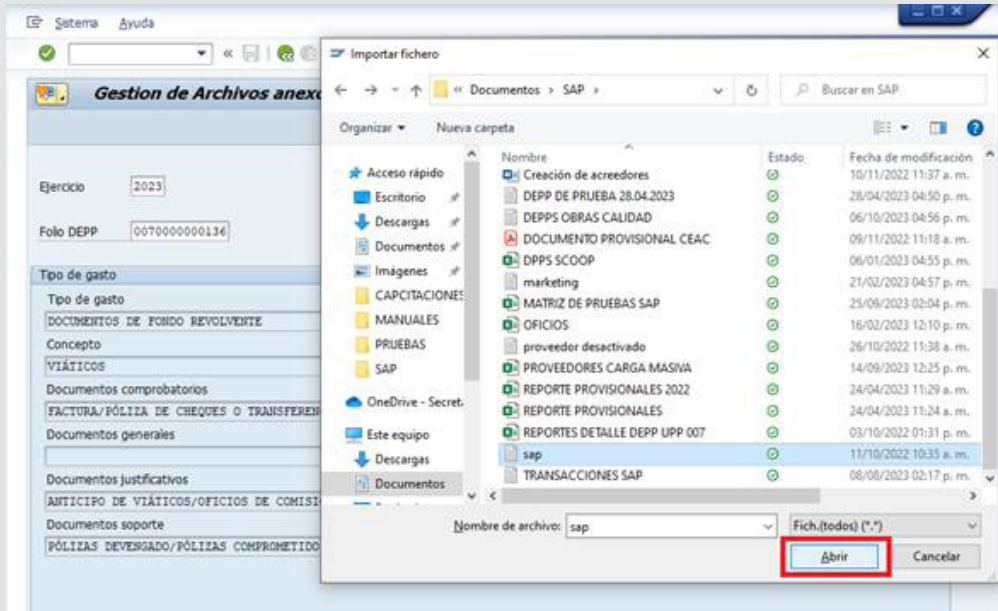 Sistema Ayuda
Gestion de Archivos anexo
Ejercicio 2023
Folio DEPP 0070000000136
Tipo de gasto
Tipo de gasto
DOCUMENTOS DE FONDO REVOLVENTE
Concepto
VIÁTICOS
Documentos comprobatorios
FACTURA/PÓLIZA DE CHEQUES O TRANSFEREN
Documentos generales
Documentos justificativos
ANTICIPO DE VIÁTICOS/OFICIOS DE COMISI
Documentos soporte
PÓLIZAS DEVENGADO/PÓLIZAS COMPROMETIDO
Importar fichero
« Documentos > SAP >
Buscar en SAP
Organizar
Nueva carpeta
Acceso rápido
Escritorio
Descargas
Documentos
Imágenes
CAPCITACIONES
MANUALES
PRUEBAS
SAP
OneDrive - Secret
Este equipo
Descargas
Documentos
Nombre Estado Fecha de modificación
Creación de acreedores 10/11/2022 11:37 a. m.
DEPP DE PRUEBA 28.04.2023 28/04/2023 04:50 p. m.
DEPPS OBRAS CALIDAD 06/10/2023 04:56 p. m.
DOCUMENTO PROVISIONAL CEAC 09/11/2022 11:18 a. m.
DPPS SCOOP 06/01/2023 04:55 p. m.
marketing 21/02/2023 04:57 p. m.
MATRIZ DE PRUEBAS SAP 25/09/2023 02:04 p. m.
OFICIOS 16/02/2023 12:10 p. m.
proveedor desactivado 26/10/2022 11:38 a. m.
PROVEEDORES CARGA MASIVA 14/09/2023 12:25 p. m.
REPORTE PROVISIONALES 2022 24/04/2023 11:29 a. m.
REPORTE PROVISIONALES 24/04/2023 11:24 a. m.
REPORTES DETALLE DEPP UPP 007 03/10/2022 01:31 p. m.
sap 11/10/2022 10:35 a. m.
TRANSACCIONES SAP 08/08/2023 02:17 p. m.
Nombre de archivo: sap
Fich.(todos) (*.*)
Abrir Cancelar